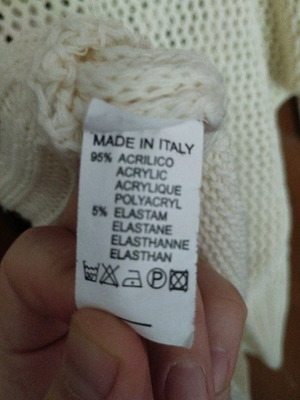 MADE IN ITALY
95% ACRILICO
ACRYLIC
ACRYLIQUE
POLYACRYL
5% ELASTAM
ELASTANE
ELASTHANNE
ELASTHAN
P